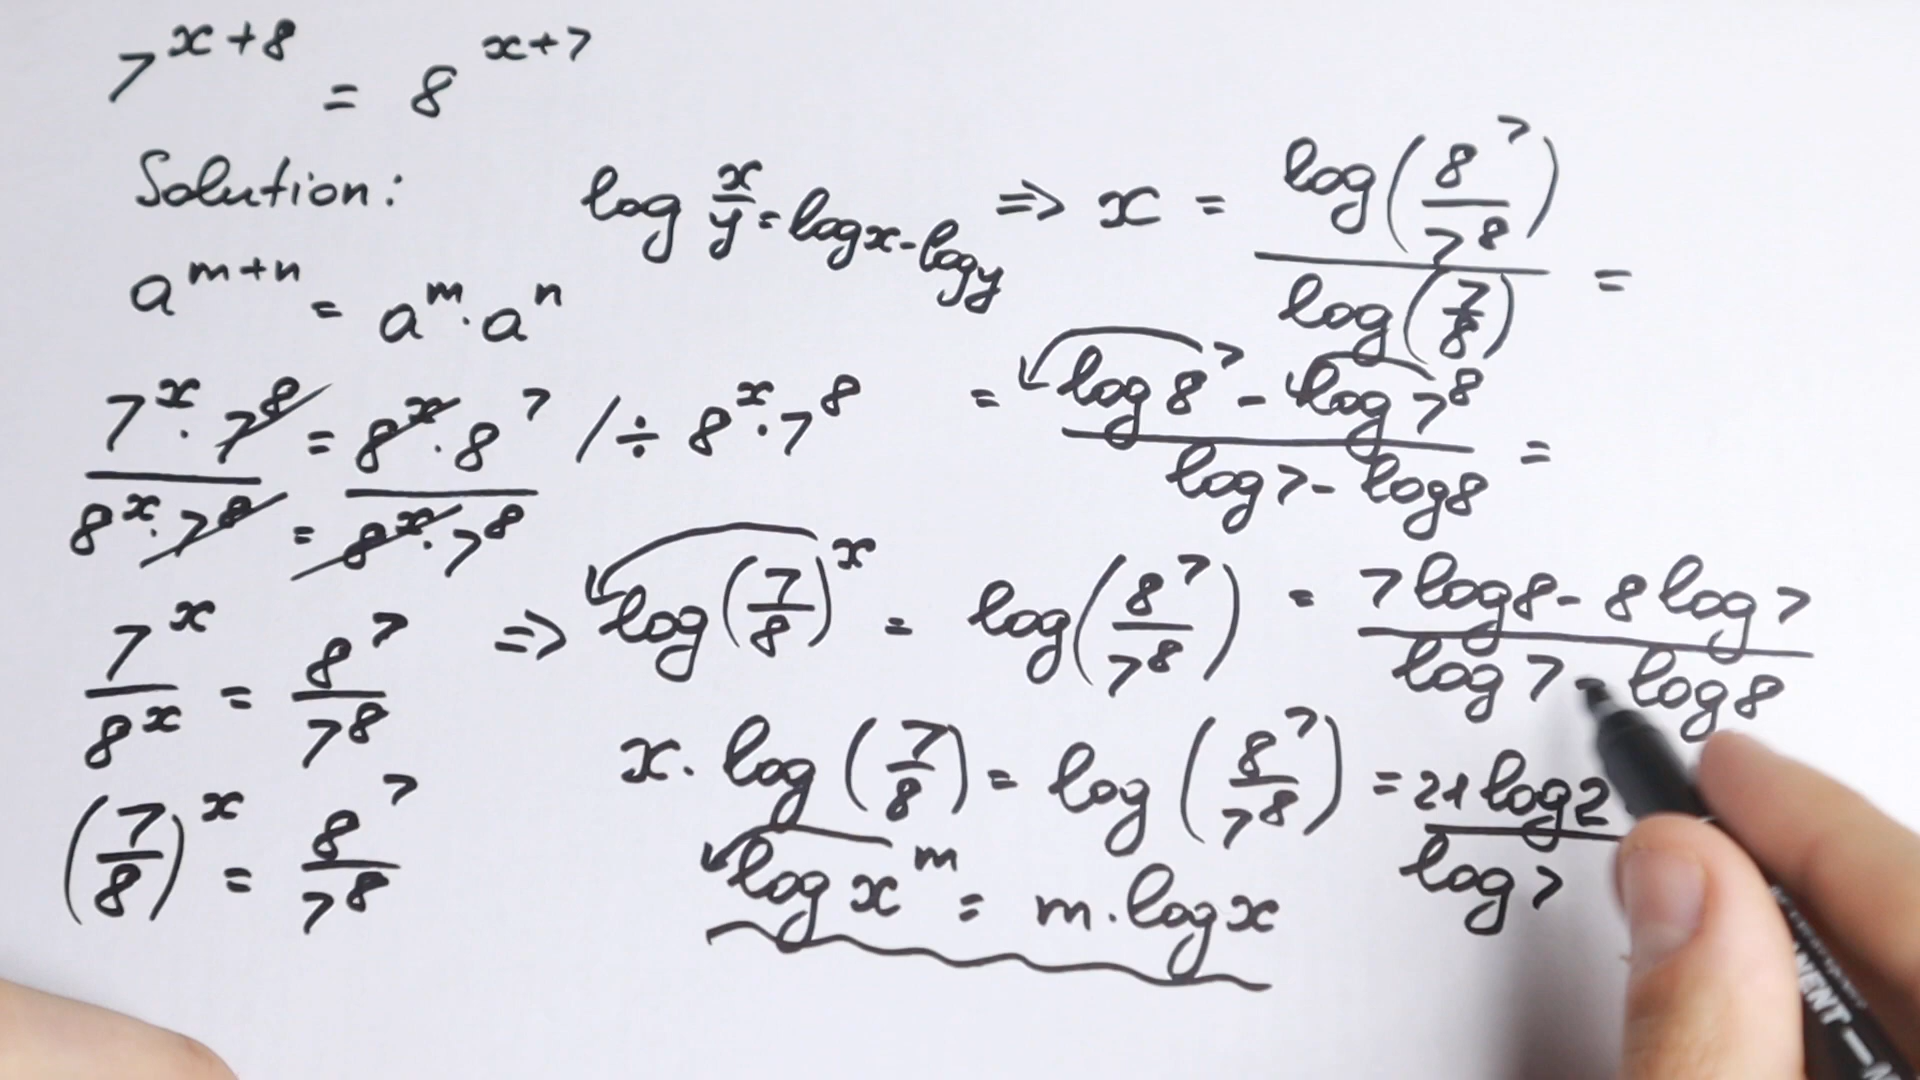 7^{x+8} = 8^{x+7}
Solution:
a^{m+n} = a^m · a^n
7^x · 7^8 = 8^x · 8^7 / ÷ 8^x · 7^8
8^x · 7^8 = 8^x · 7^8
7^x / 8^x = 8^7 / 7^8
(7/8)^x = 8^7 / 7^8
log x/y = log x - log y
⇒ log(7/8)^x = log(8^7 / 7^8)
x · log(7/8) = log(8^7 / 7^8)
log x^m = m · log x
⇒ x = log(8^7 / 7^8) / log(7/8) =
= (log 8^7 - log 7^8) / (log 7 - log 8) =
= (7 log 8 - 8 log 7) / (log 7 - log 8)
= 21 log 2
log 7